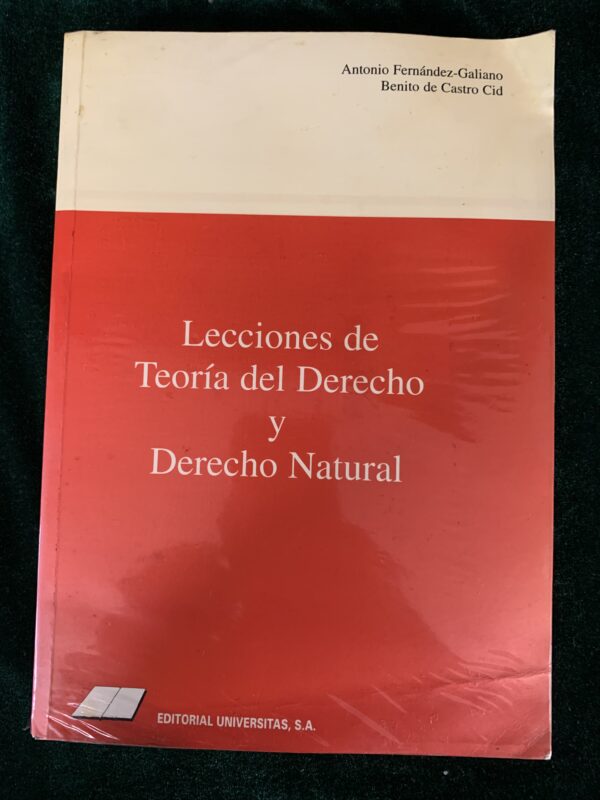 Antonio Fernández-Galiano
Benito de Castro Cid
Lecciones de
Teoría del Derecho
y
Derecho Natural
EDITORIAL UNIVERSITAS, S.A.